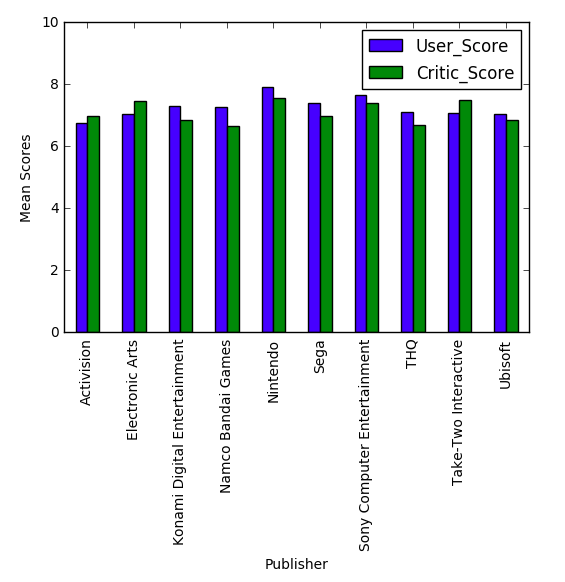 10
8
6
4
2
0
Mean Scores
User_Score
Critic_Score
Activision
Electronic Arts
Konami Digital Entertainment
Namco Bandai Games
Nintendo
Sega
Sony Computer Entertainment
THQ
Take-Two Interactive
Ubisoft
Publisher